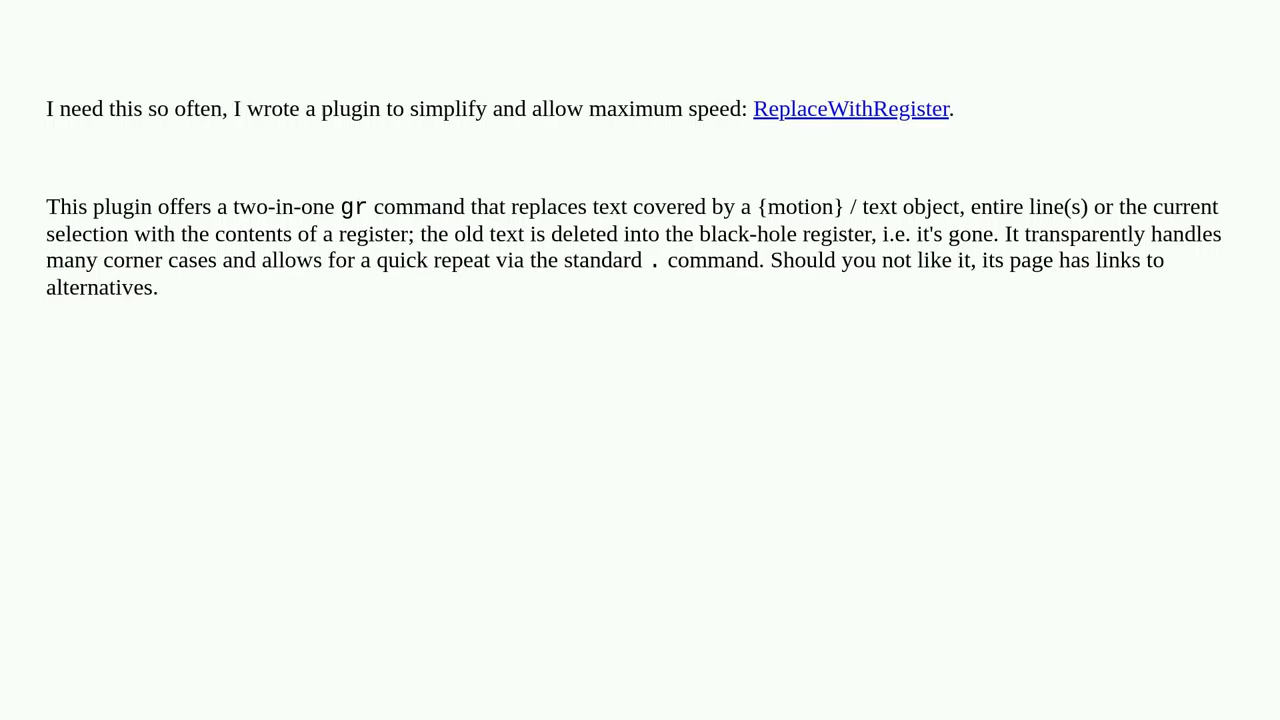 I need this so often, I wrote a plugin to simplify and allow maximum speed: ReplaceWithRegister.
This plugin offers a two-in-one gr command that replaces text covered by a {motion} / text object, entire line(s) or the current
selection with the contents of a register; the old text is deleted into the black-hole register, i.e. it's gone. It transparently handles
many corner cases and allows for a quick repeat via the standard . command. Should you not like it, its page has links to
alternatives.